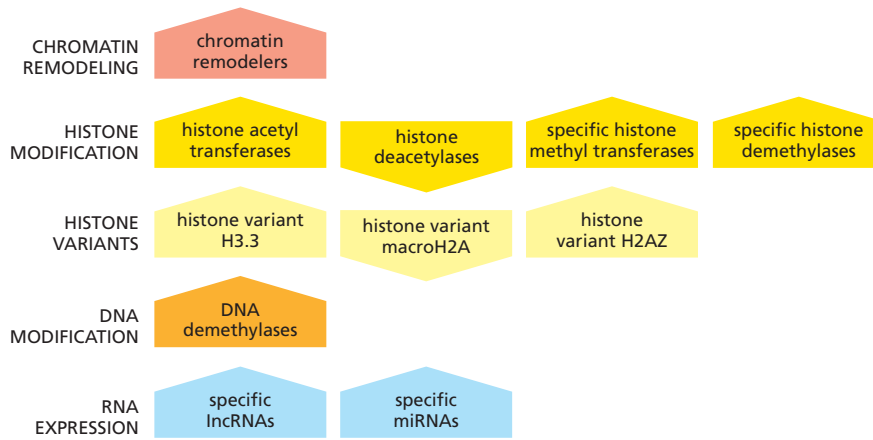 CHROMATIN
REMODELING
chromatin
remodelers
HISTONE
MODIFICATION
histone acetyl
transferases
histone
deacetylases
specific histone
methyl transferases
specific histone
demethylases
HISTONE
VARIANTS
histone variant
H3.3
histone variant
macroH2A
histone
variant H2AZ
DNA
MODIFICATION
DNA
demethylases
RNA
EXPRESSION
specific
lncRNAs
specific
miRNAs